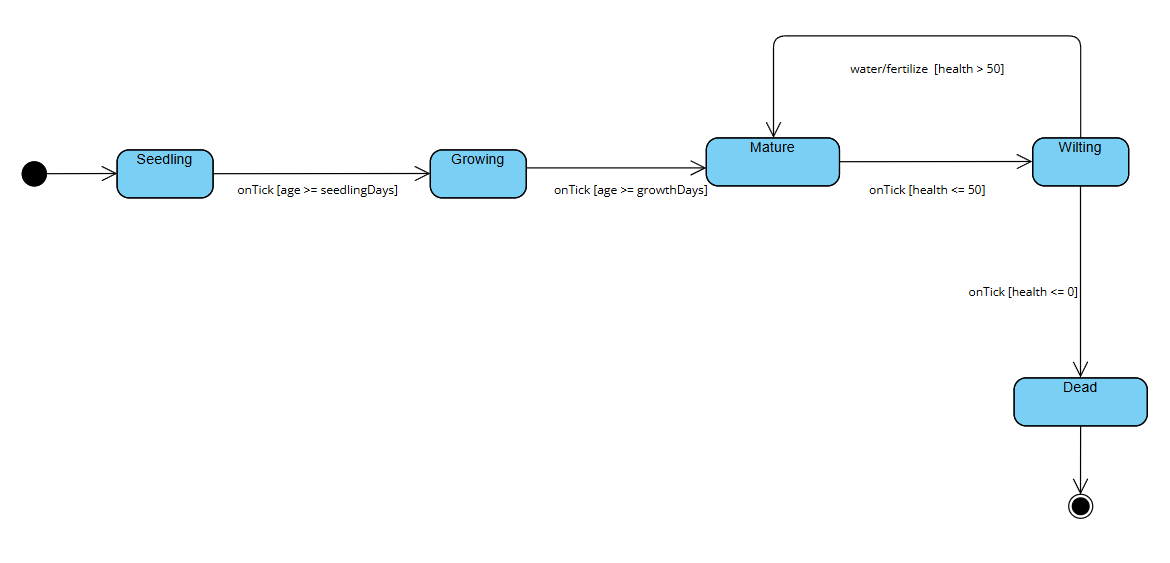 water/fertilize [health > 50]
Seedling
Growing
Mature
Wilting
onTick [age >= seedlingDays]
onTick [age >= growthDays]
onTick [health <= 50]
onTick [health <= 0]
Dead